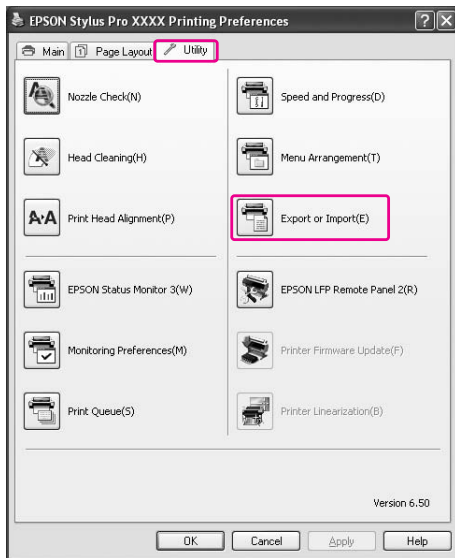 EPSON Stylus Pro XXXX Printing Preferences
Main
Page Layout
Utility
Nozzle Check(N)
Speed and Progress(D)
Head Cleaning(H)
Menu Arrangement(T)
Print Head Alignment(P)
Export or Import(E)
EPSON Status Monitor 3(W)
EPSON LFP Remote Panel 2(R)
Monitoring Preferences(M)
Printer Firmware Update(F)
Print Queue(S)
Printer Linearization(B)
Version 6.50
OK
Cancel
Apply
Help